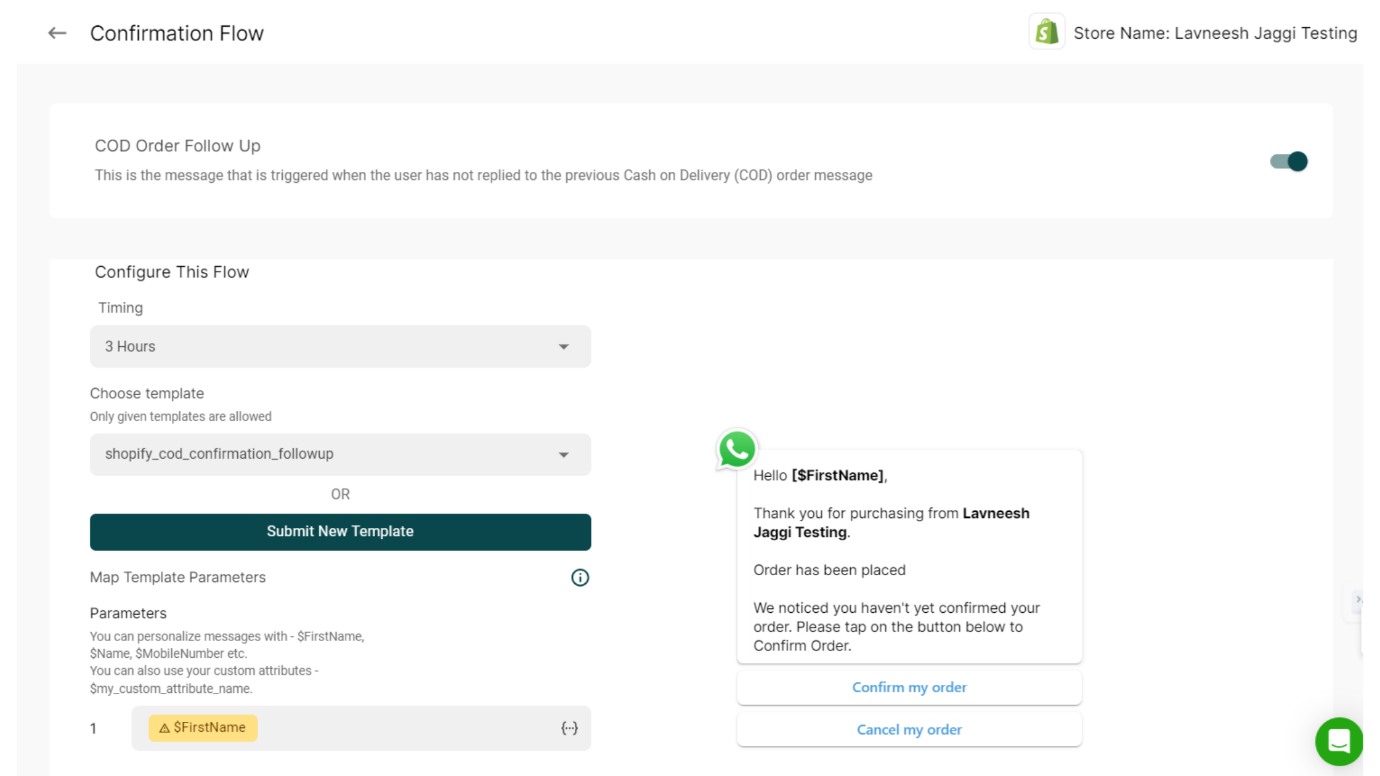 Confirmation Flow
Store Name: Lavneesh Jaggi Testing
COD Order Follow Up
This is the message that is triggered when the user has not replied to the previous Cash on Delivery (COD) order message
Configure This Flow
Timing
3 Hours
Choose template
Only given templates are allowed
shopify_cod_confirmation_followup
OR
Submit New Template
Map Template Parameters
Parameters
You can personalize messages with - $FirstName,
$Name, $MobileNumber etc.
You can also use your custom attributes -
$my_custom_attribute_name.
1
$FirstName
{··}
Hello [$FirstName],
Thank you for purchasing from Lavneesh
Jaggi Testing.
Order has been placed
We noticed you haven't yet confirmed your
order. Please tap on the button below to
Confirm Order.
Confirm my order
Cancel my order